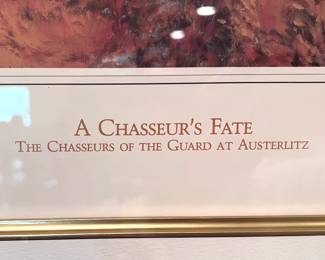 A CHASSEUR'S FATE
THE CHASSEURS OF THE GUARD AT AUSTERLITZ